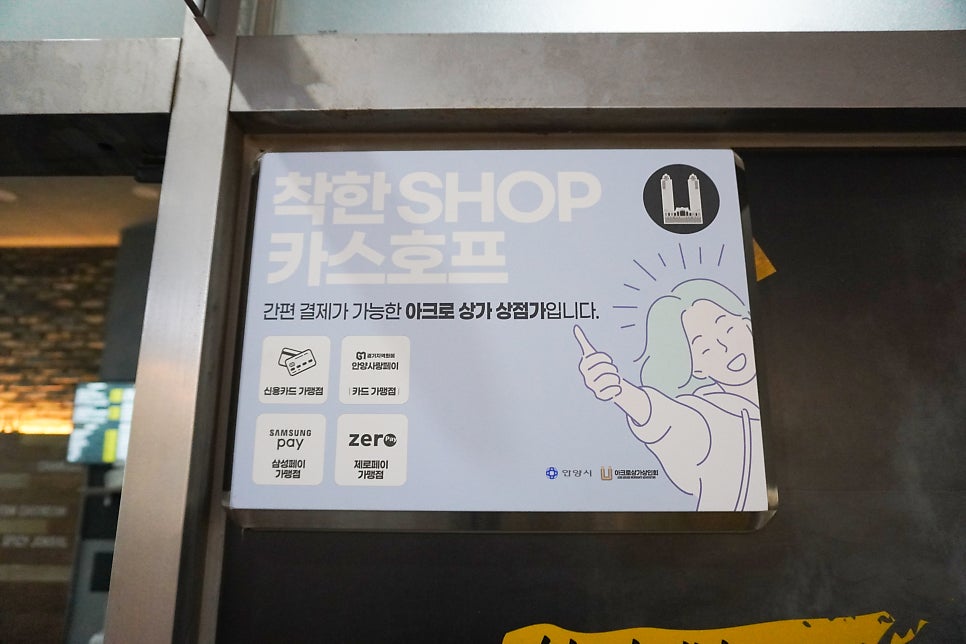 착한 SHOP
카스호프
간편 결제가 가능한 아크로 상가 상점가입니다.
신용카드 가맹점
경기지역화폐
안양사랑페이
카드 가맹점
SAMSUNG
pay
삼성페이
가맹점
zero Pay
제로페이
가맹점
안양시
아크로상가상인회